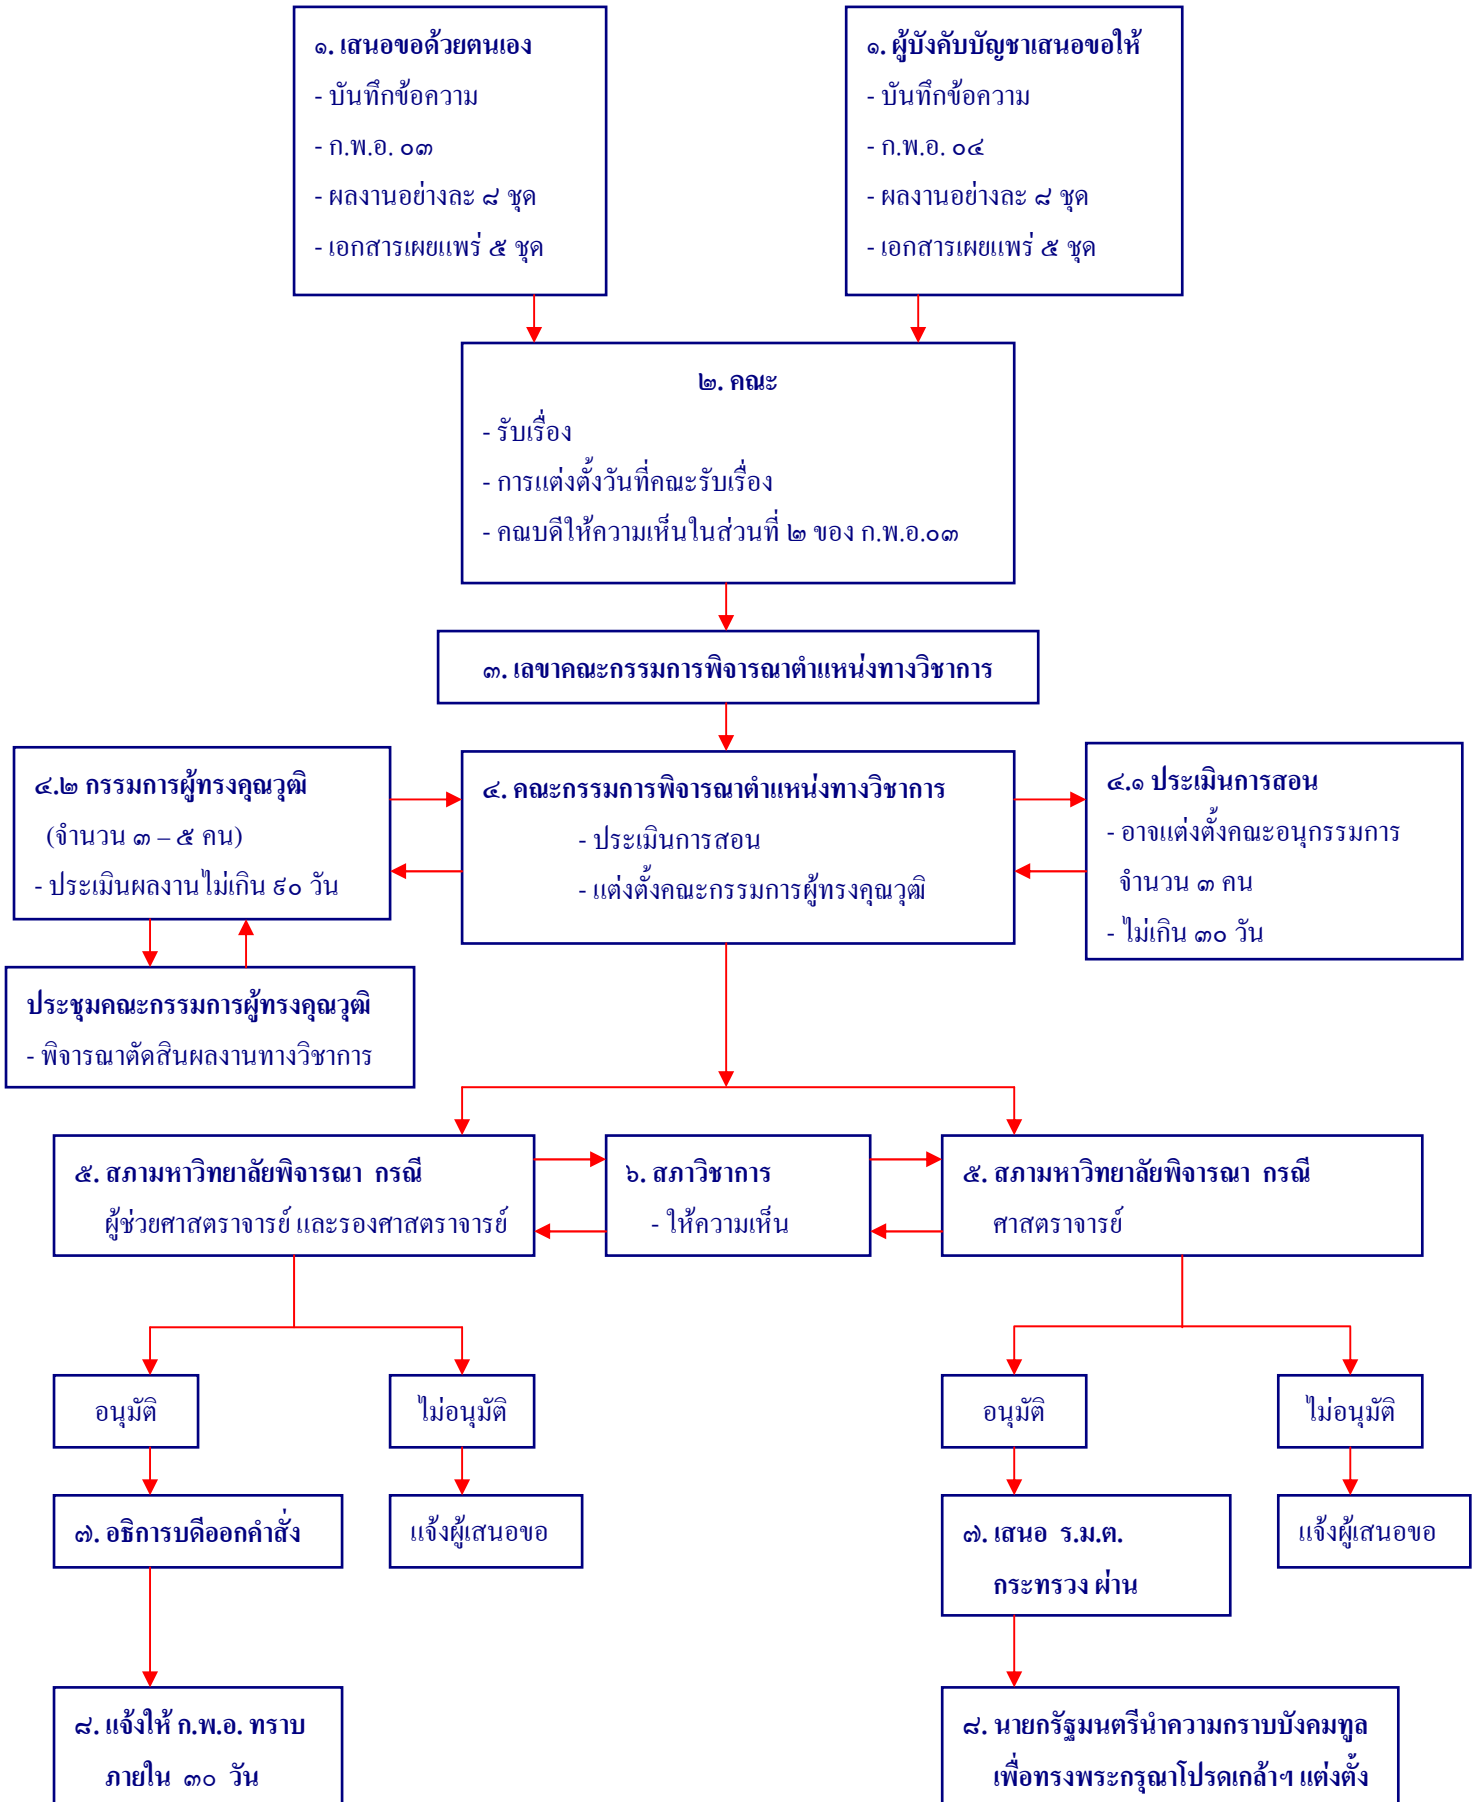 ๑. เสนอขอด้วยตนเอง
- บันทึกข้อความ
- ก.พ.อ. ๐๓
- ผลงานอย่างละ ๘ ชุด
- เอกสารเผยแพร่ ๕ ชุด
๑. ผู้บังคับบัญชาเสนอขอให้
- บันทึกข้อความ
- ก.พ.อ. ๐๔
- ผลงานอย่างละ ๘ ชุด
- เอกสารเผยแพร่ ๕ ชุด
๒. คณะ
- รับเรื่อง
- การแต่งตั้งวันที่คณะรับเรื่อง
- คณบดีให้ความเห็นในส่วนที่ ๒ ของ ก.พ.อ.๐๓
๓. เลขาคณะกรรมการพิจารณาตำแหน่งทางวิชาการ
๔.๒ กรรมการผู้ทรงคุณวุฒิ
(จำนวน ๓ – ๕ คน)
- ประเมินผลงานไม่เกิน ๙๐ วัน
๔. คณะกรรมการพิจารณาตำแหน่งทางวิชาการ
- ประเมินการสอน
- แต่งตั้งคณะกรรมการผู้ทรงคุณวุฒิ
๔.๑ ประเมินการสอน
- อาจแต่งตั้งคณะอนุกรรมการ
จำนวน ๓ คน
- ไม่เกิน ๓๐ วัน
ประชุมคณะกรรมการผู้ทรงคุณวุฒิ
- พิจารณาตัดสินผลงานทางวิชาการ
๕. สภามหาวิทยาลัยพิจารณา กรณี
ผู้ช่วยศาสตราจารย์ และรองศาสตราจารย์
๖. สภาวิชาการ
- ให้ความเห็น
๕. สภามหาวิทยาลัยพิจารณา กรณี
ศาสตราจารย์
อนุมัติ
ไม่อนุมัติ
อนุมัติ
ไม่อนุมัติ
๗. อธิการบดีออกคำสั่ง
แจ้งผู้เสนอขอ
๗. เสนอ ร.ม.ต.
กระทรวง ผ่าน
แจ้งผู้เสนอขอ
๘. แจ้งให้ ก.พ.อ. ทราบ
ภายใน ๓๐ วัน
๘. นายกรัฐมนตรีนำความกราบบังคมทูล
เพื่อทรงพระกรุณาโปรดเกล้าฯ แต่งตั้ง